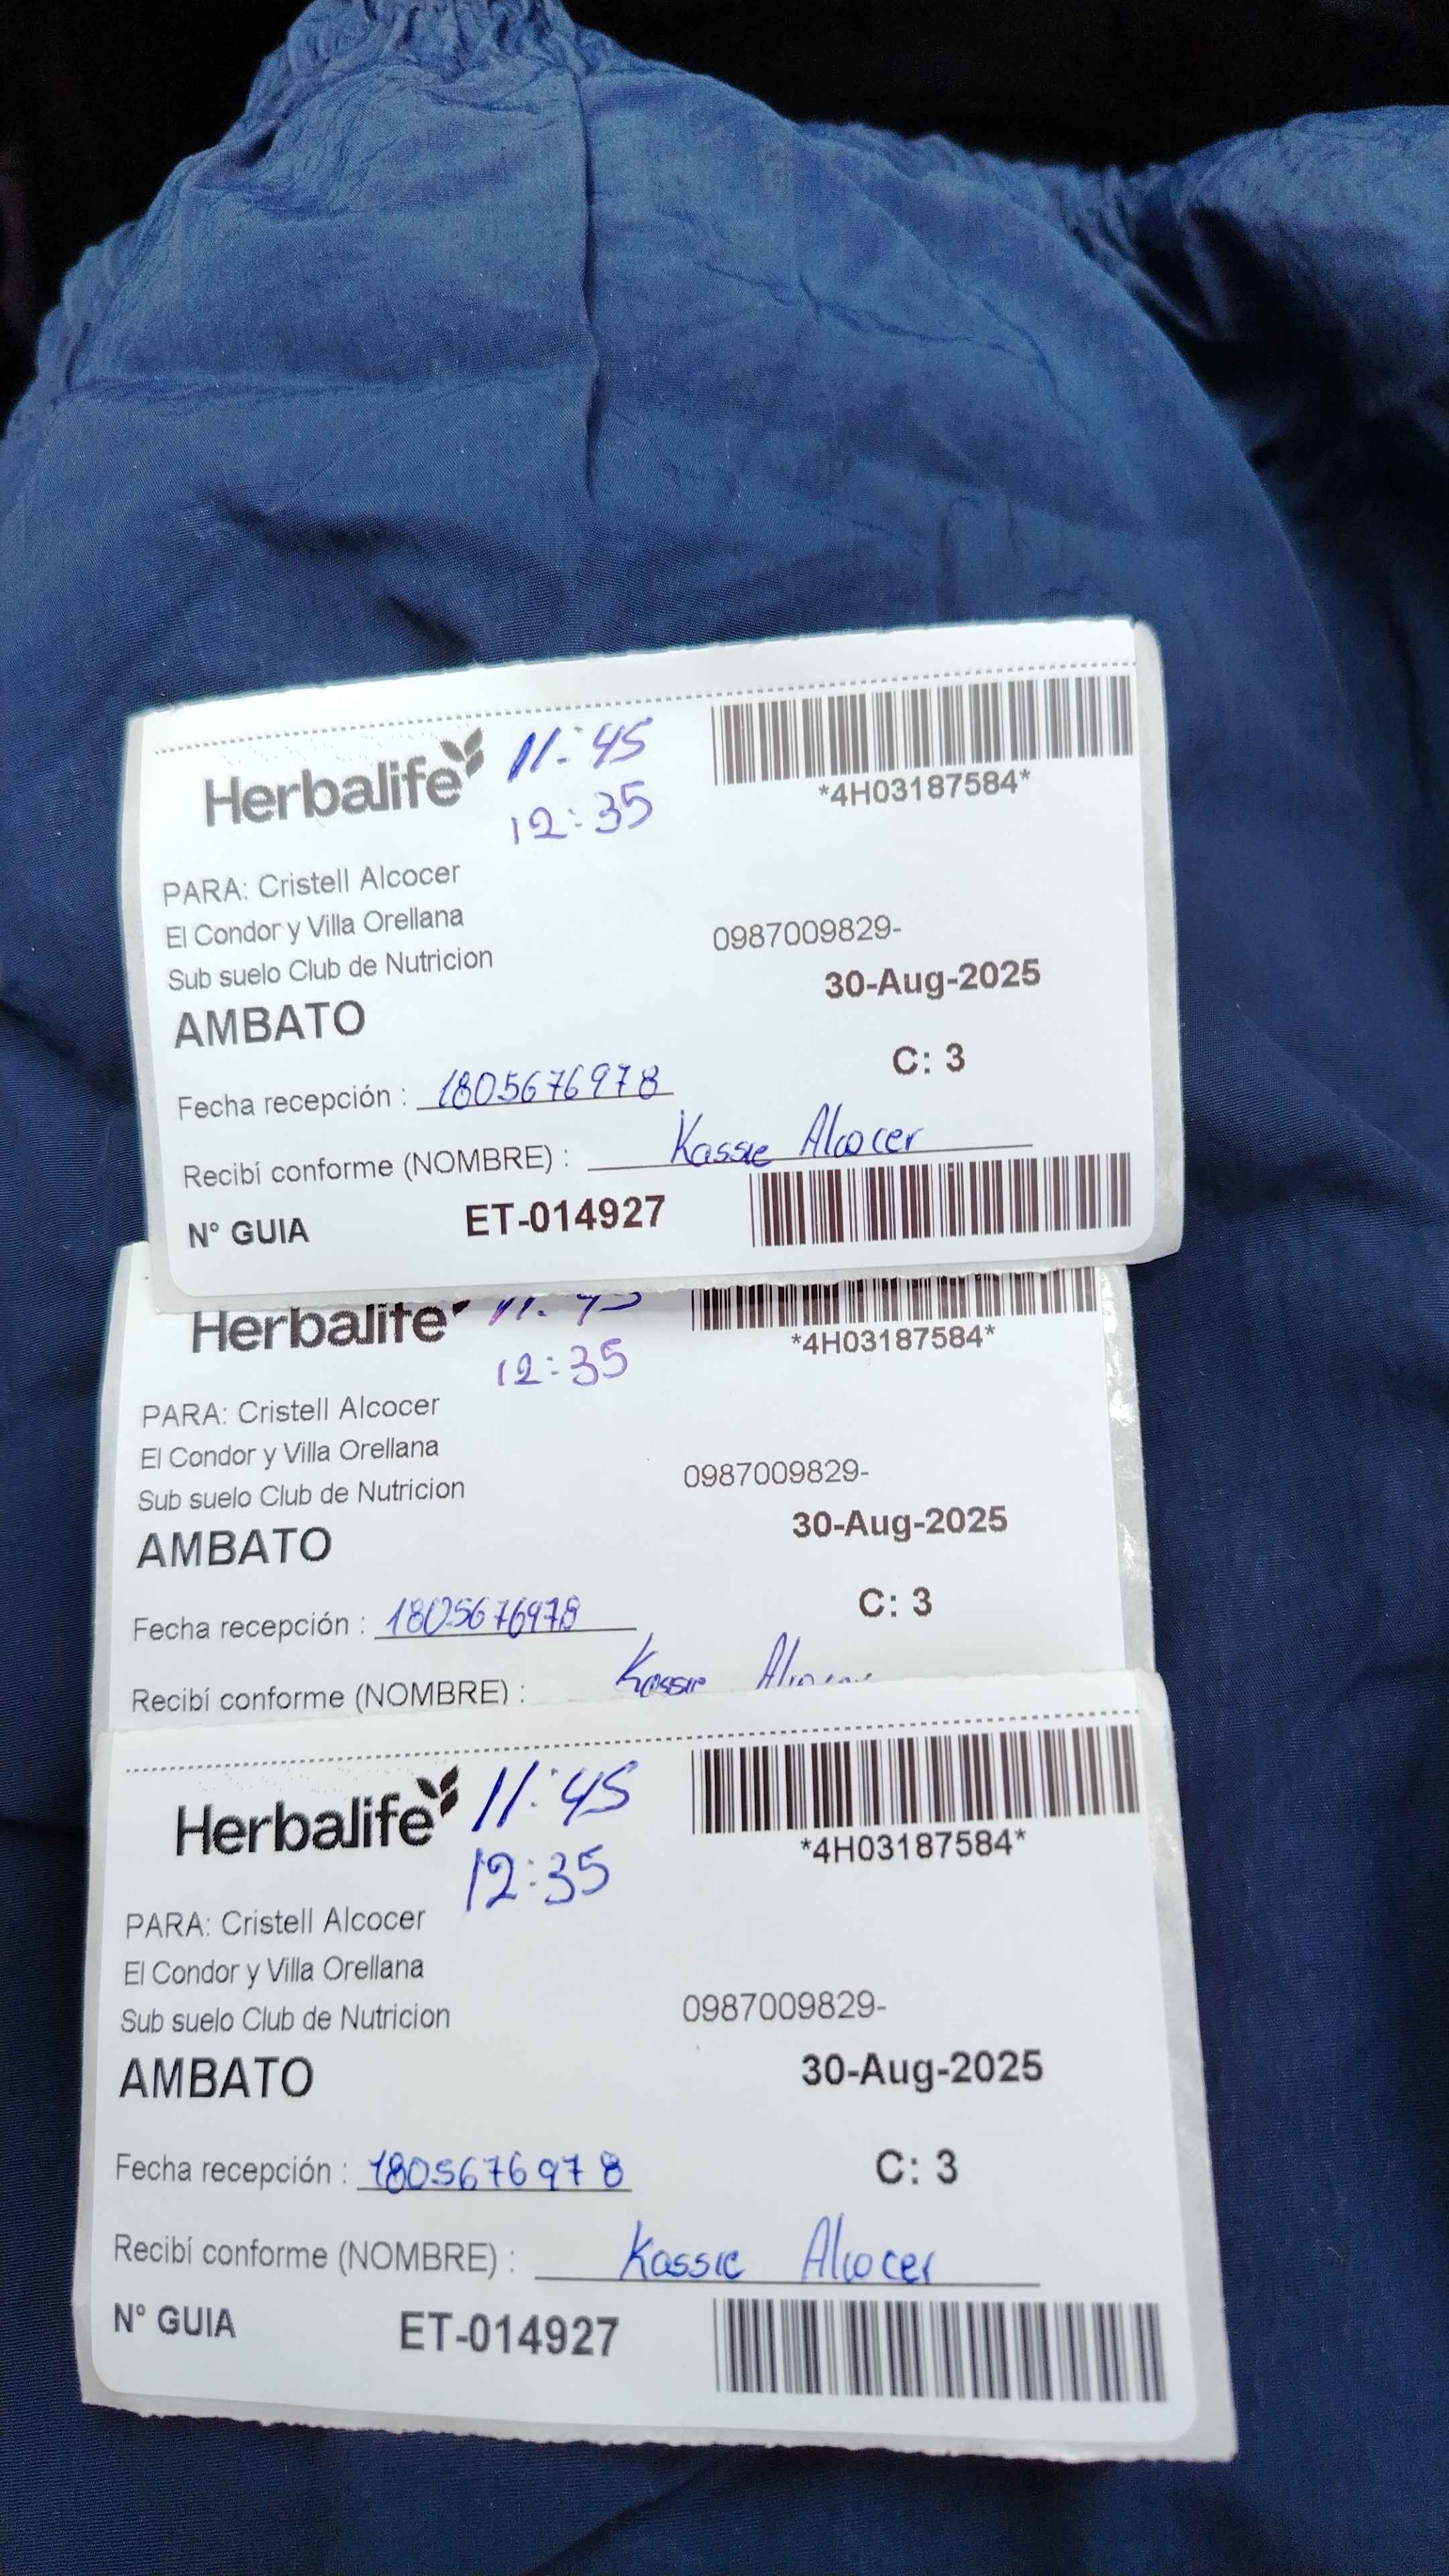 Herbalife 11:45
12:35
*4H03187584*
PARA: Cristell Alcocer
El Condor y Villa Orellana
Sub suelo Club de Nutricion
0987009829-
AMBATO
30-Aug-2025
C: 3
Fecha recepción : 1805676978
Recibí conforme (NOMBRE) : Kassie Alcocer
N° GUIA ET-014927
Herbalife 11:45
12:35
*4H03187584*
PARA: Cristell Alcocer
El Condor y Villa Orellana
Sub suelo Club de Nutricion
0987009829-
AMBATO
30-Aug-2025
C: 3
Fecha recepción : 1805676978
Recibí conforme (NOMBRE) : Kassie
Herbalife 11:45
12:35
*4H03187584*
PARA: Cristell Alcocer
El Condor y Villa Orellana
Sub suelo Club de Nutricion
0987009829-
AMBATO
30-Aug-2025
C: 3
Fecha recepción : 1805676978
Recibí conforme (NOMBRE) : Kassie Alcocer
N° GUIA ET-014927